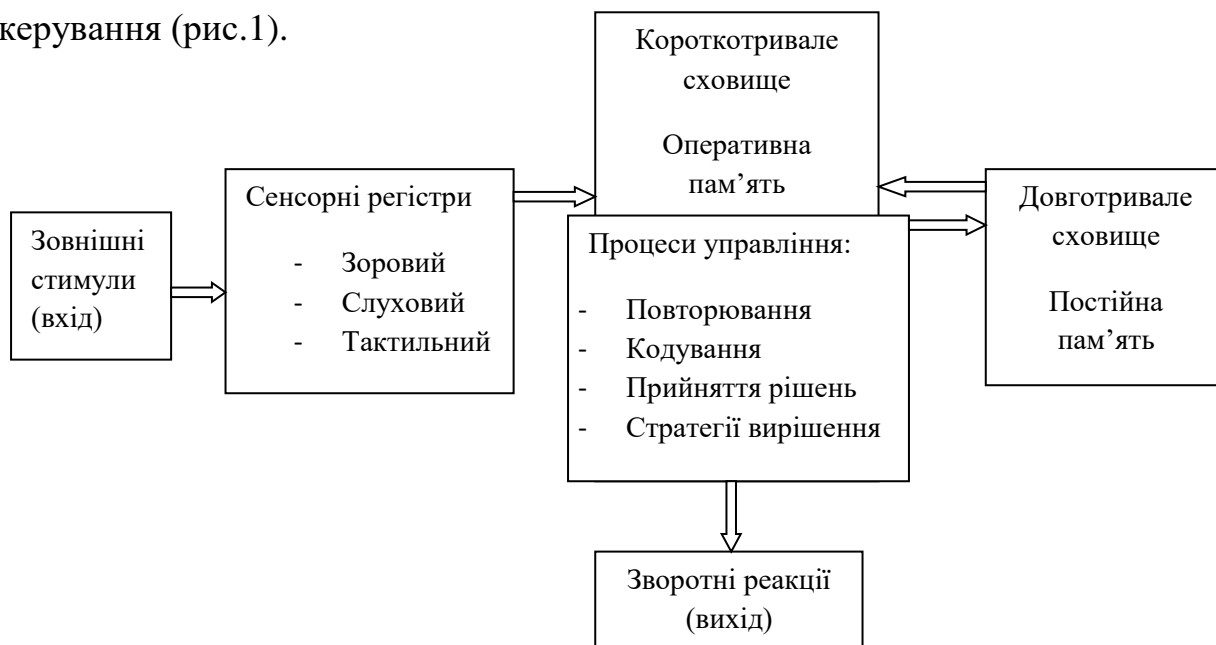 керування (рис.1).
Зовнішні
стимули
(вхід)
Сенсорні регістри
- Зоровий
- Слуховий
- Тактильний
Короткотривале
сховище
Оперативна
пам’ять
Процеси управління:
- Повторювання
- Кодування
- Прийняття рішень
- Стратегії вирішення
Довготривале
сховище
Постійна
пам’ять
Зворотні реакції
(вихід)